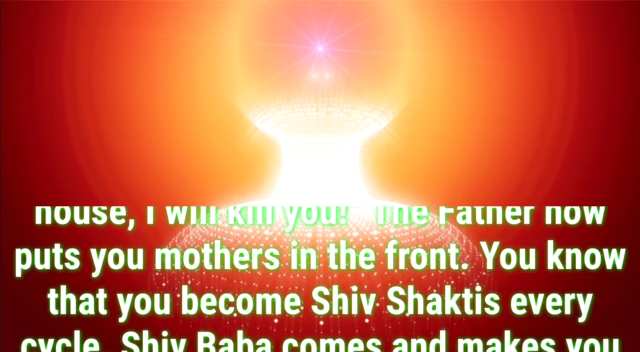 house, I will kill you!" The Father now
puts you mothers in the front. You know
that you become Shiv Shaktis every
cycle. Shiv Baba comes and makes you